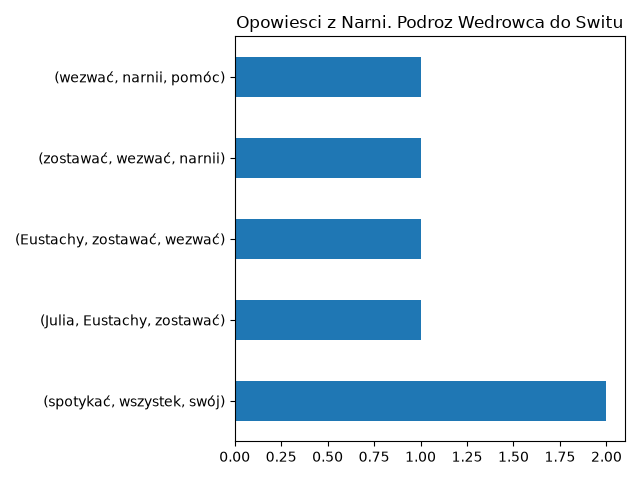 Opowiesci z Narni. Podroz Wedrowca do Switu
(wezwać, narnii, pomóc)
(zostawać, wezwać, narnii)
(Eustachy, zostawać, wezwać)
(Julia, Eustachy, zostawać)
(spotykać, wszystek, swój)
0.00 0.25 0.50 0.75 1.00 1.25 1.50 1.75 2.00